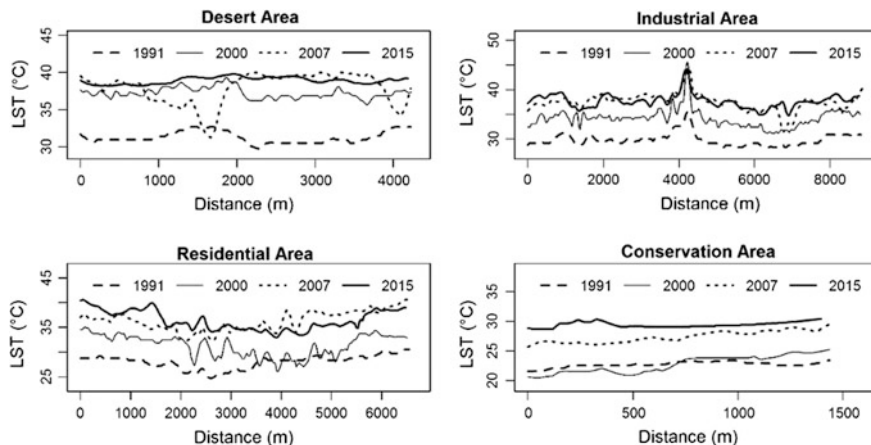 Desert Area
1991 2000 2007 2015
LST (°C)
30 35 40 45
0 1000 2000 3000 4000
Distance (m)
Industrial Area
1991 2000 2007 2015
LST (°C)
30 40 50
0 2000 4000 6000 8000
Distance (m)
Residential Area
1991 2000 2007 2015
LST (°C)
25 35 45
0 1000 2000 3000 4000 5000 6000
Distance (m)
Conservation Area
1991 2000 2007 2015
LST (°C)
20 25 30 35
0 500 1000 1500
Distance (m)